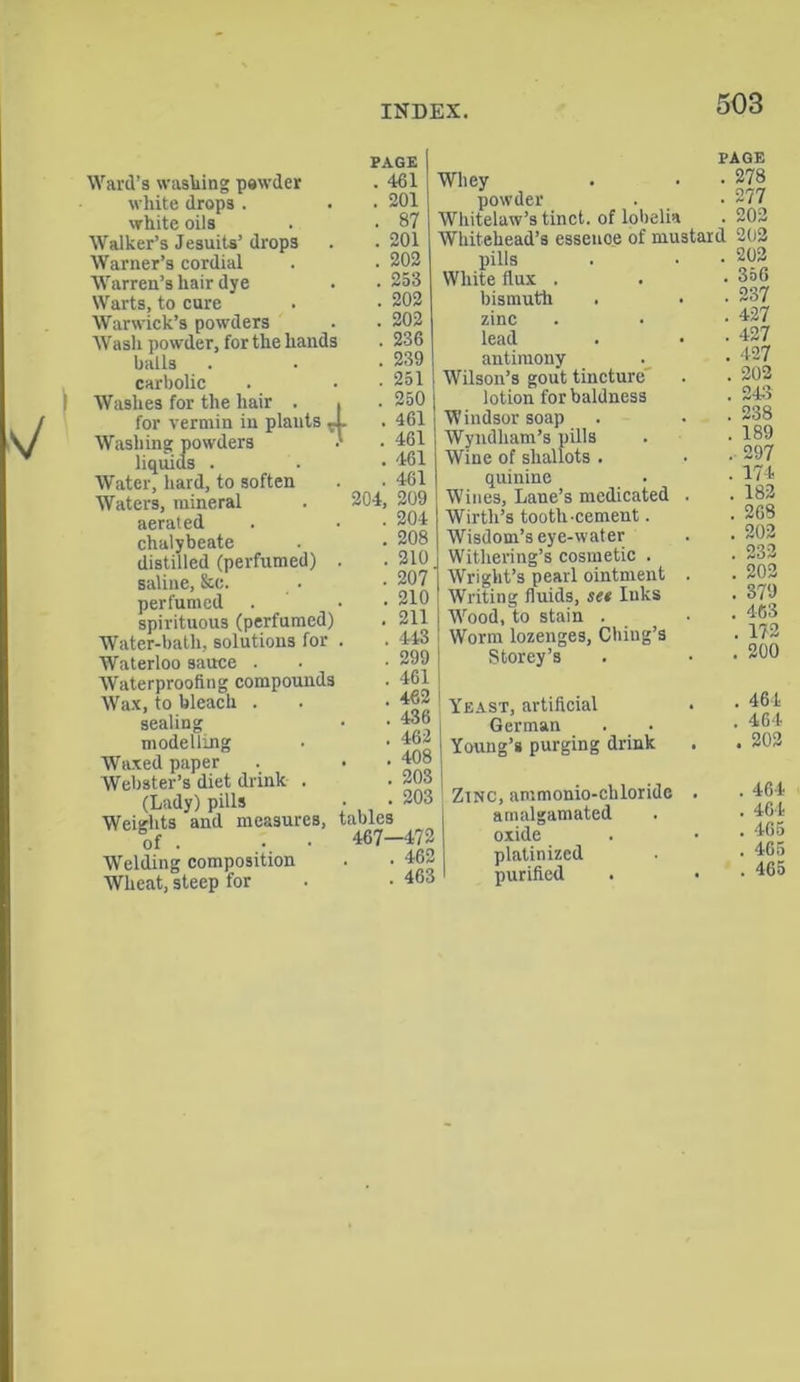 INDEX.
503
PAGE
Ward's washing powder . 461
white drops . . . 201
white oils . . 87
Walker's Jesuits' drops . . 201
Warner's cordial . . 202
Warren's hair dye . . 253
Warts, to cure . . 202
Warwick's powders . . 202
Wash powder, for the hands . 236
balls . . . 239
carbolic . . . 251
Washes for the hair . . 250
for vermin in plants . 461
Washing powders . . 461
liquids . . . 461
Water, hard, to soften . . 461
Waters, mineral . 204, 209
aerated . . . 204
chalybeate . . 208
distilled (perfumed) . . 210
saline, &c. . . 207
perfumed . . . 210
spirituous (perfumed) . 211
Water-bath, solutions for . . 443
Waterloo sauce . . . 299
Waterproofing compounds . 461
Wax, to bleach . . . 462
sealing . . 436
modelling . . 462
Waxed paper . . . 408
Webster's diet drink . . 203
(Lady) pills . . 203
Weights and measures, tables
of . . . 467—472
Welding composition . . 462
Wheat, steep for . . 463
PAGE
Whey . . . 278
powder . . 277
Whitelaw's tinct. of lobelia . 202
Whitehead's essence of mustard 202
pills . . . 202
White flux . . . 356
bismuth . . . 237
zinc . . . 427
lead . . . 427
antimony . . 427
Wilson's gout tincture . . 202
lotion for baldness . 243
Windsor soap . . . 238
Wyndham's pills . . 189
Wine of shallots . . . 297
quinine . . 174
Wines, Lane's medicated . . 182
Wirth's tooth-cement . . 268
Wisdom's eye-water . . 202
Withering's cosmetic . . 232
Wright's pearl ointment . . 202
Writing fluids, see Inks . 379
Wood, to stain . . . 463
Worm lozenges, Ching's . 172
Storey's . . . 200
YEAST, artificial . . 464
German . . . 464
Young's purging drink . . 202
ZINC, ammonio-chloride . . 464
amalgamated . . 464
oxide . . . 465
platinized . . 465
purified . . . 465